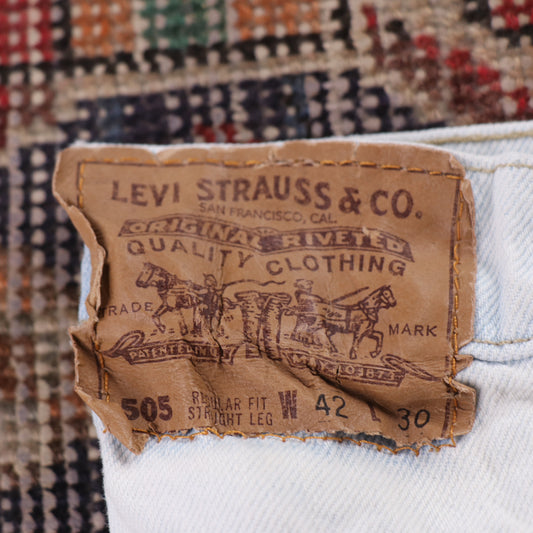 LEVI STRAUSS & CO.
SAN FRANCISCO, CAL.
ORIGINAL RIVETED
QUALITY CLOTHING
TRADE MARK
505 REGULAR FIT W 42 L 30
STRAIGHT LEG